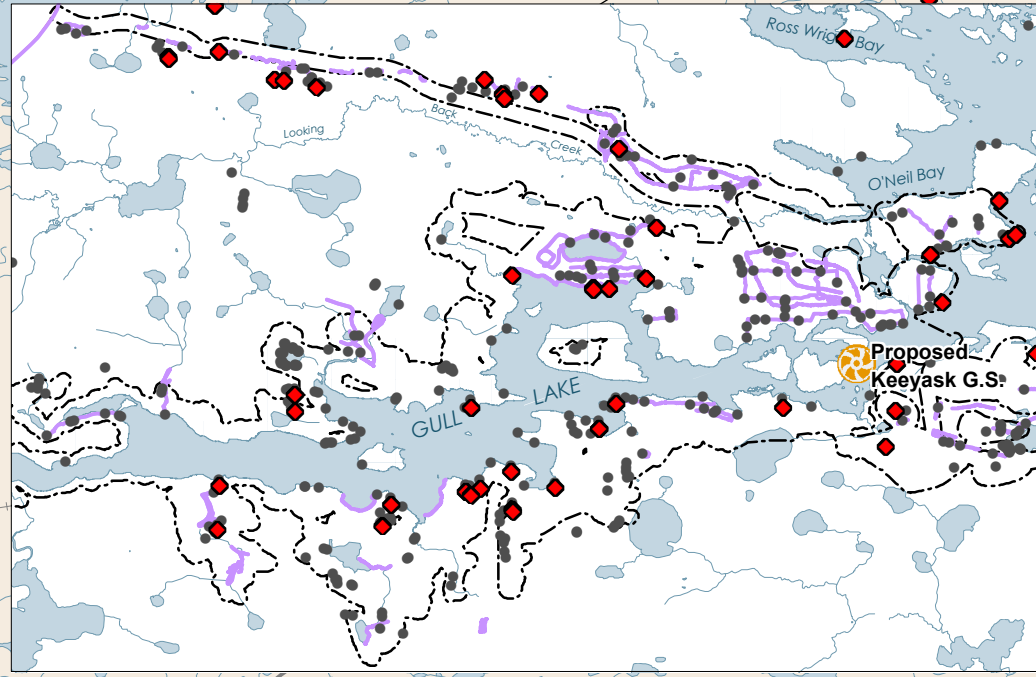 Ross Wright Bay
Back
Looking
Creek
O'Neil Bay
Proposed
Keeyask G.S.
GULL LAKE